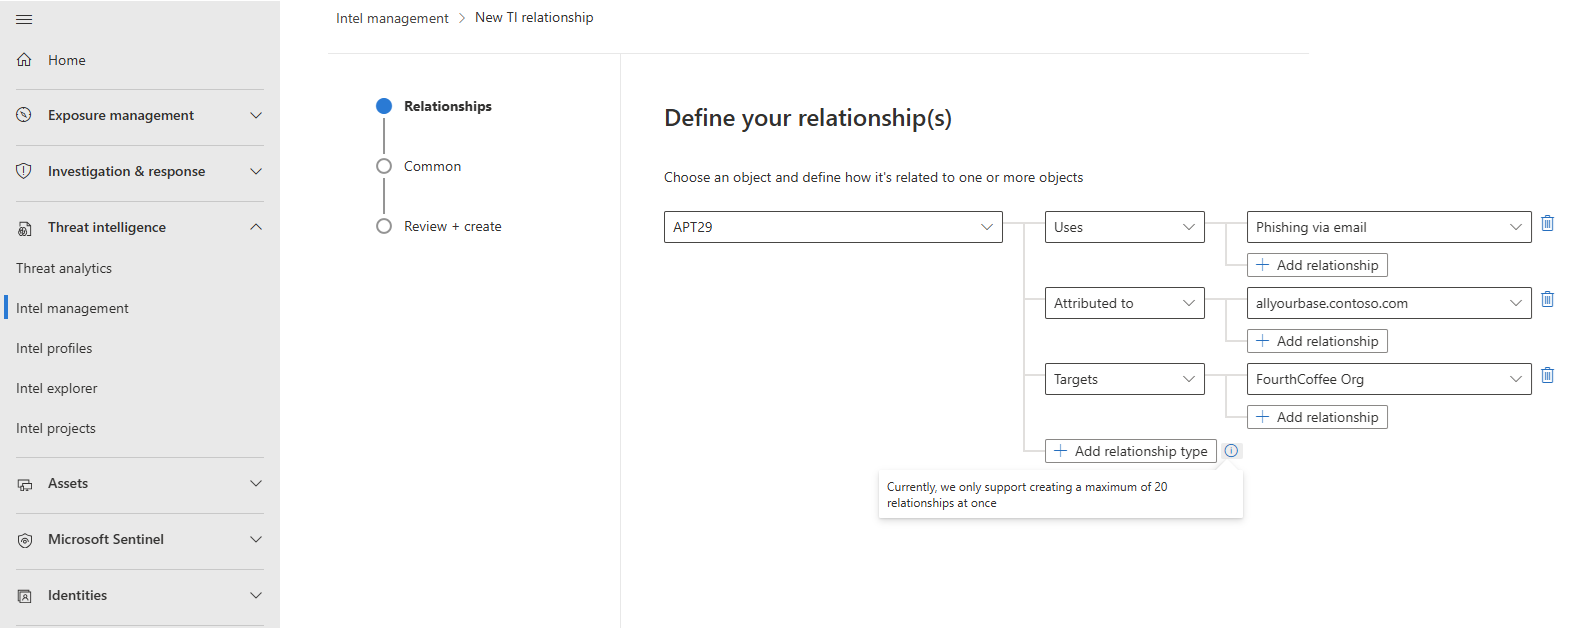 Intel management > New TI relationship
Home
Exposure management
Investigation & response
Threat intelligence
Threat analytics
Intel management
Intel profiles
Intel explorer
Intel projects
Assets
Microsoft Sentinel
Identities
Relationships
Common
Review + create
Define your relationship(s)
Choose an object and define how it's related to one or more objects
APT29
Uses
Phishing via email
+ Add relationship
Attributed to
allyourbase.contoso.com
+ Add relationship
Targets
FourthCoffee Org
+ Add relationship
+ Add relationship type
Currently, we only support creating a maximum of 20
relationships at once